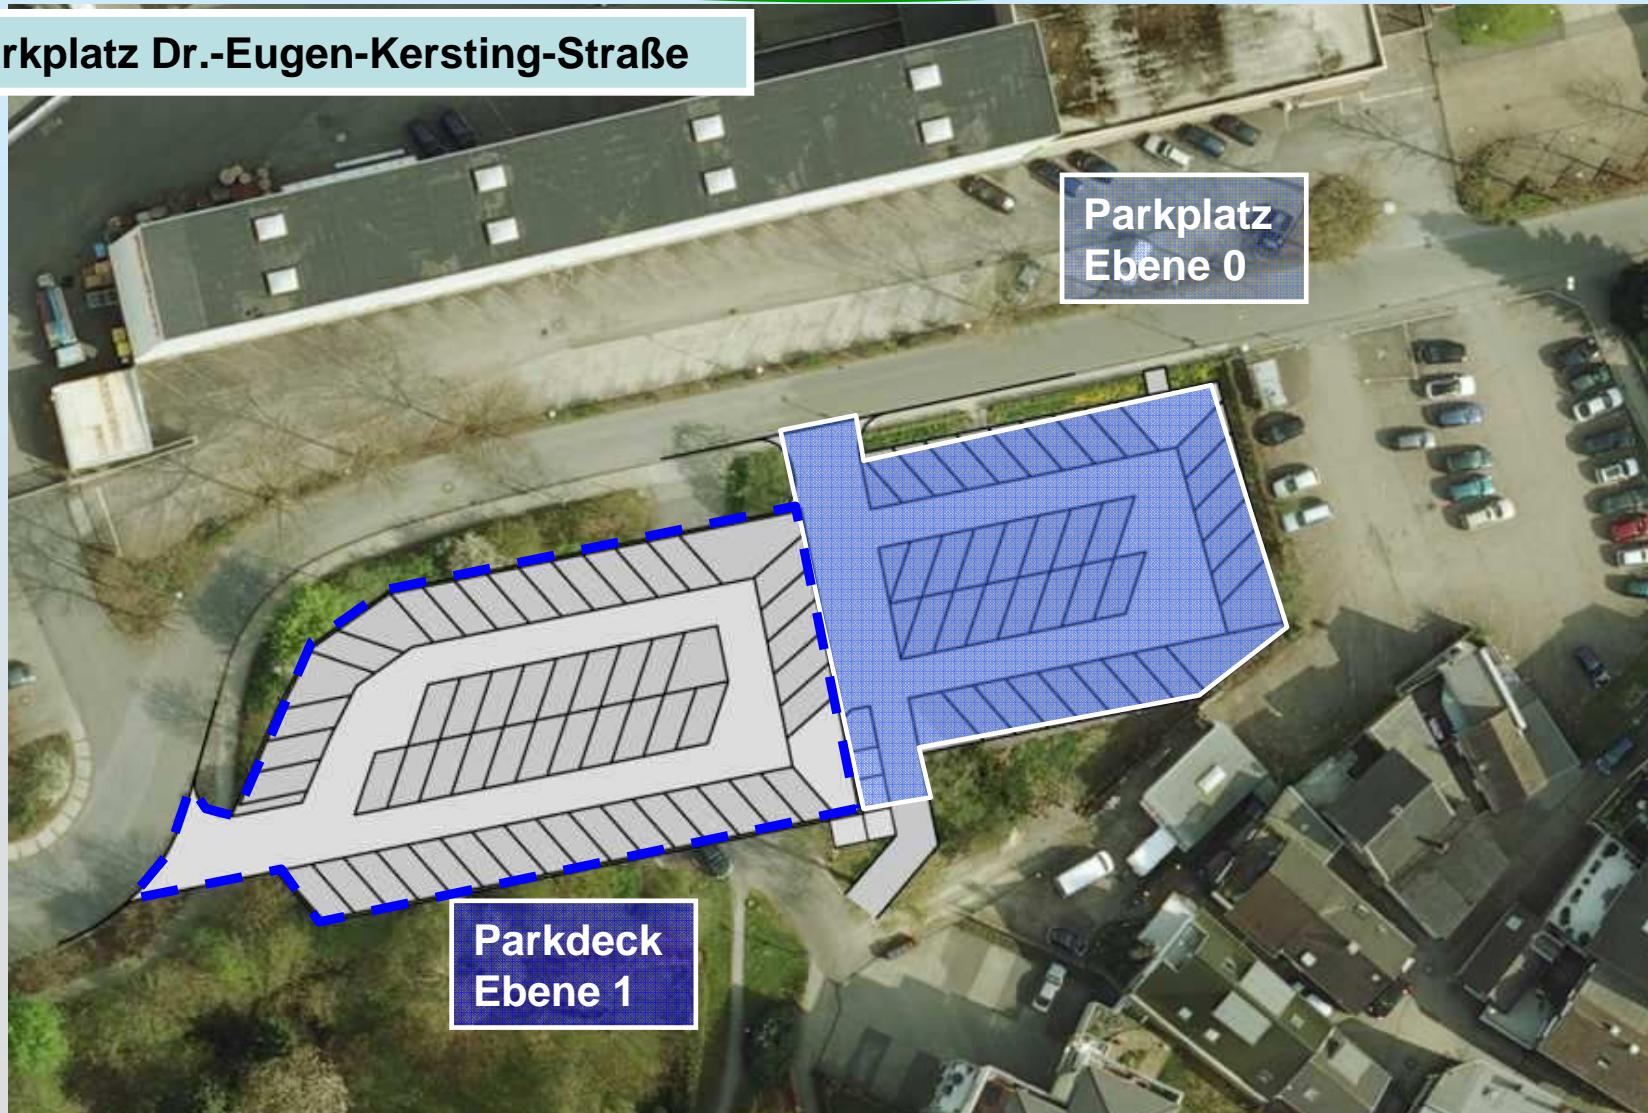 rkplatz Dr.-Eugen-Kersting-Straße
Parkplatz
Ebene 0
Parkdeck
Ebene 1